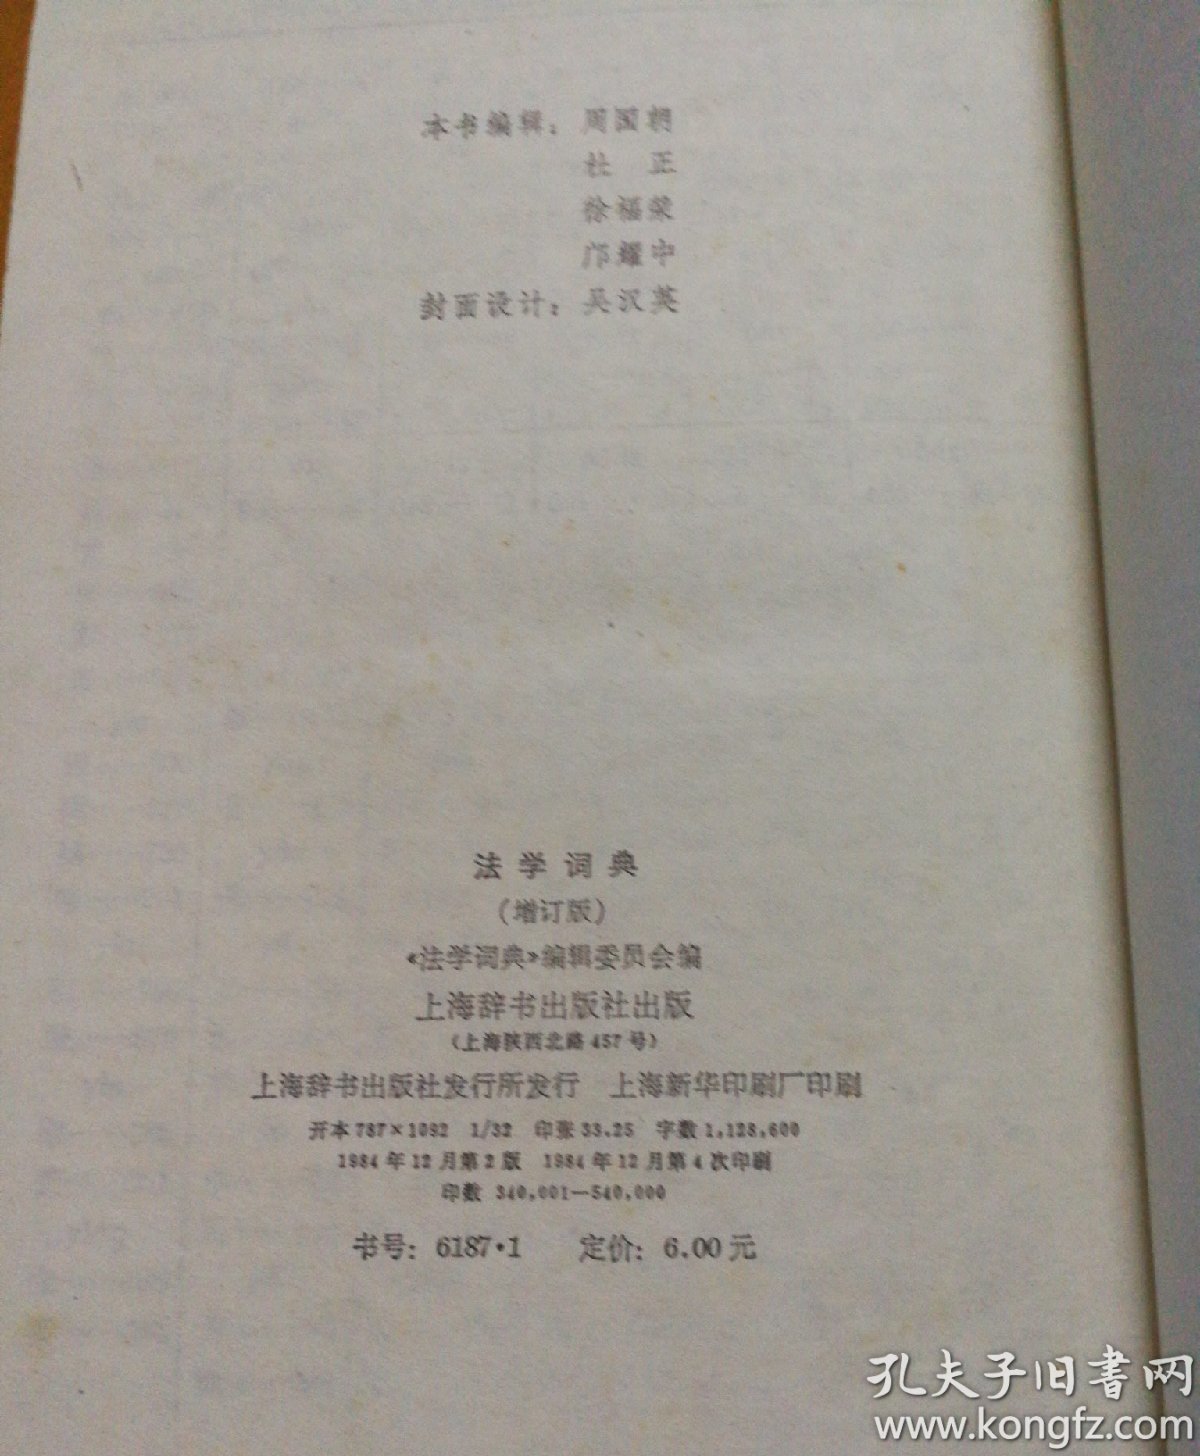 本书编辑：周国炯
杜 正
徐福荣
邝耀中
封面设计：吴汉英
法学词典
（增订版）
《法学词典》编辑委员会编
上海辞书出版社出版
（上海陕西北路457号）
上海辞书出版社发行所发行 上海新华印刷厂印刷
开本787×1092 1/32 印张33.25 字数1,128,600
1984年12月第2版 1984年12月第4次印刷
印数 340,001—540,000
书号：6187·1 定价：6.00元
孔夫子旧書网
www.kongfz.com